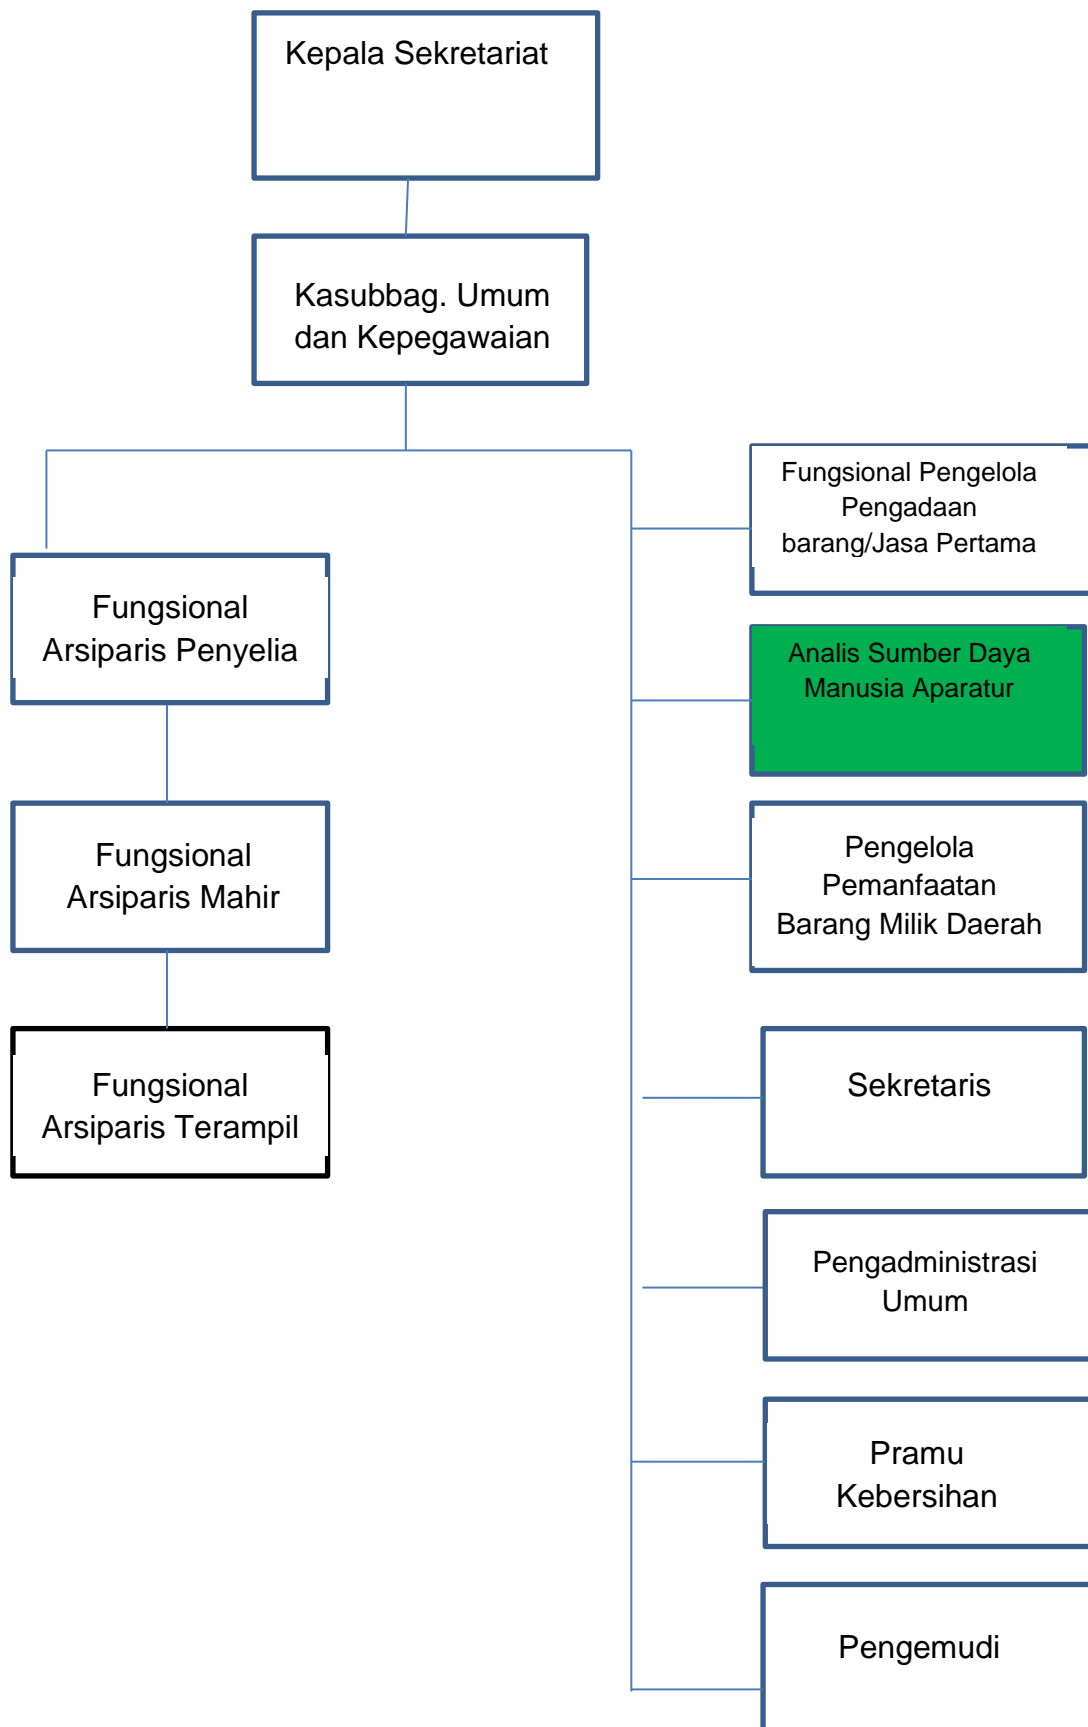 Kepala Sekretariat
Kasubbag. Umum
dan Kepegawaian
Fungsional
Arsiparis Penyelia
Fungsional
Arsiparis Mahir
Fungsional
Arsiparis Terampil
Fungsional Pengelola
Pengadaan
barang/Jasa Pertama
Analis Sumber Daya
Manusia Aparatur
Pengelola
Pemanfaatan
Barang Milik Daerah
Sekretaris
Pengadministrasi
Umum
Pramu
Kebersihan
Pengemudi